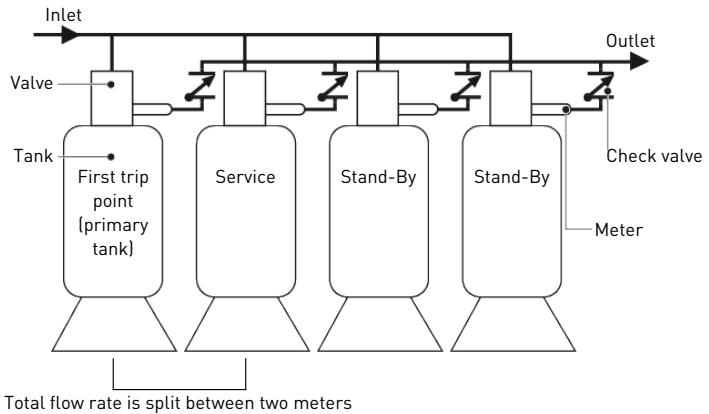 Inlet
Outlet
Valve
Tank
First trip
point
(primary
tank)
Service
Stand-By
Stand-By
Check valve
Meter
Total flow rate is split between two meters